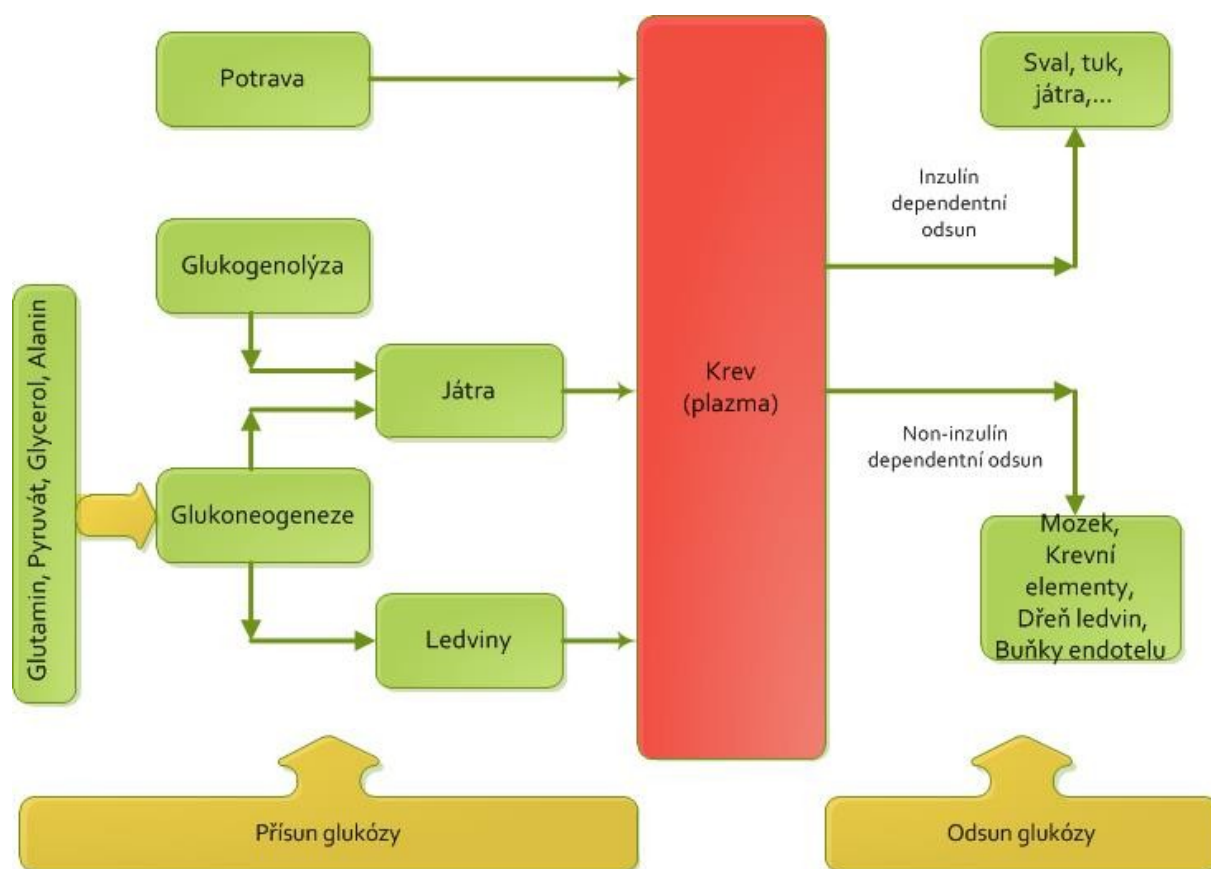 Potrava
Glukogenolýza
Glutamin, Pyruvát, Glycerol, Alanin
Glukoneogeneze
Játra
Ledviny
Krev
(plazma)
Sval, tuk,
játra,...
Inzulín
dependentní
odsun
Non-inzulín
dependentní odsun
Mozek,
Krevní
elementy,
Dřeň ledvin,
Buňky endotelu
Přísun glukózy
Odsun glukózy